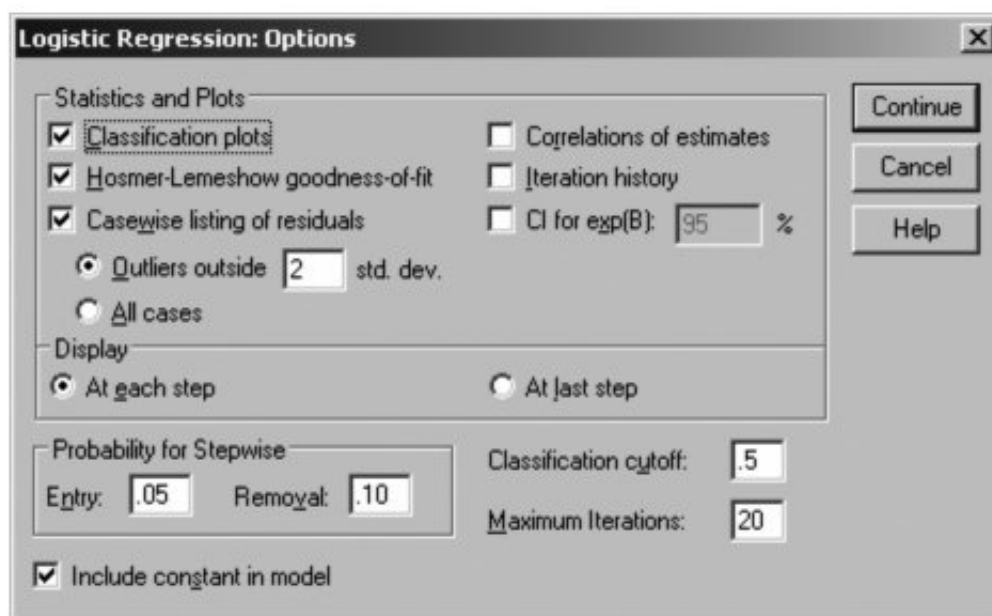 Logistic Regression: Options
Statistics and Plots
Classification plots
Correlations of estimates
Continue
Hosmer-Lemeshow goodness-of-fit
Iteration history
Cancel
Casewise listing of residuals
CI for exp(B): 95 %
Help
Outliers outside 2 std. dev.
All cases
Display
At each step
At last step
Probability for Stepwise
Entry: .05 Removal: .10
Classification cutoff: .5
Maximum Iterations: 20
Include constant in model